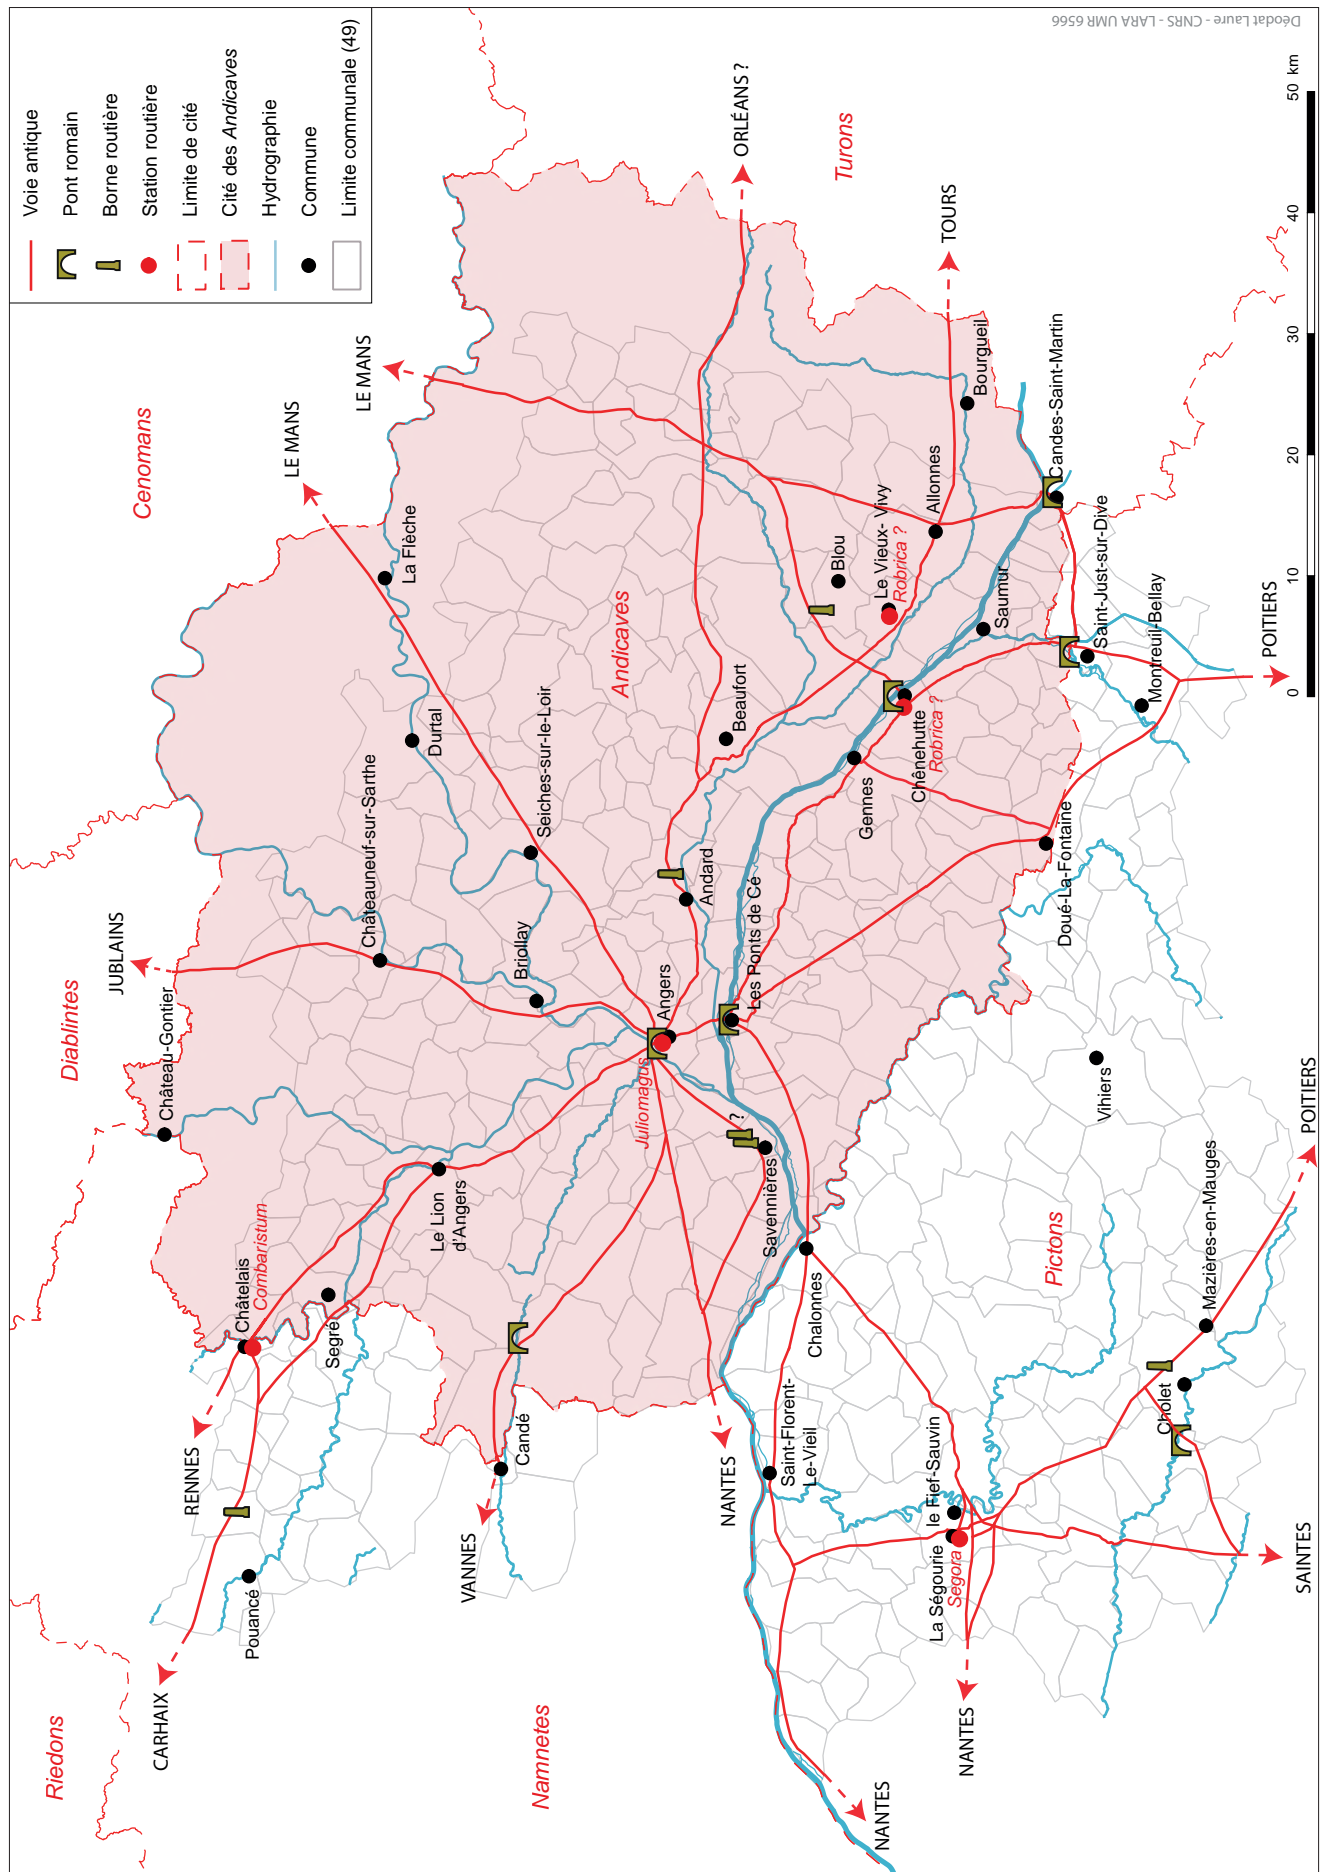 Voie antique
Pont romain
Borne routière
Station routière
Limite de cité
Cité des Andicaves
Hydrographie
Commune
Limite communale (49)
Riedons
Diablintes
Cenomans
CARHAIX
RENNES
Pouancé
Châtelais
Combaristum
Segré
Château-Gontier
JUBLAINS
LE MANS
LE MANS
Châteauneuf-sur-Sarthe
La Flèche
Durtal
Le Lion
d'Angers
Briollay
Seiches-sur-le-Loir
VANNES
Candé
Namnetes
Andicaves
Juliomagus
Angers
Andard
Beaufort
ORLÉANS ?
Turons
NANTES
Savennières
?
Les Ponts de Cé
Blou
Le Vieux- Vivy
Robrica ?
Allonnes
TOURS
Bourgueil
Saint-Florent-
Le-Vieil
Chalonnes
Gennes
Chênehutte
Robrica ?
Saumur
Candes-Saint-Martin
NANTES
La Ségourie
Segora
le Fief-Sauvin
NANTES
Pictons
Vihiers
Doué-La-Fontaine
Saint-Just-sur-Dive
Montreuil-Bellay
POITIERS
Cholet
Mazières-en-Mauges
SAINTES
POITIERS
0
10
20
30
40
50 km
Déodat Laure - CNRS - LARA UMR 6566